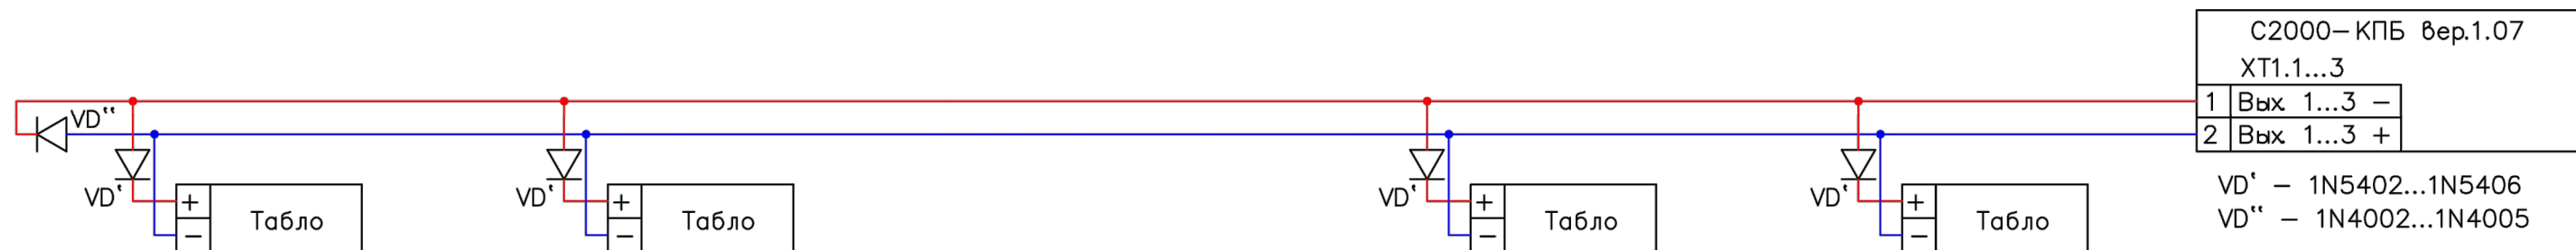 С2000-КПБ вер.1.07
ХТ1.1...3
1 Вых. 1...3 -
2 Вых. 1...3 +
VD‘‘
VD‘ VD‘ VD‘ VD‘
+ Табло + Табло + Табло + Табло
- - - -
VD‘ - 1N5402...1N5406
VD‘‘ - 1N4002...1N4005